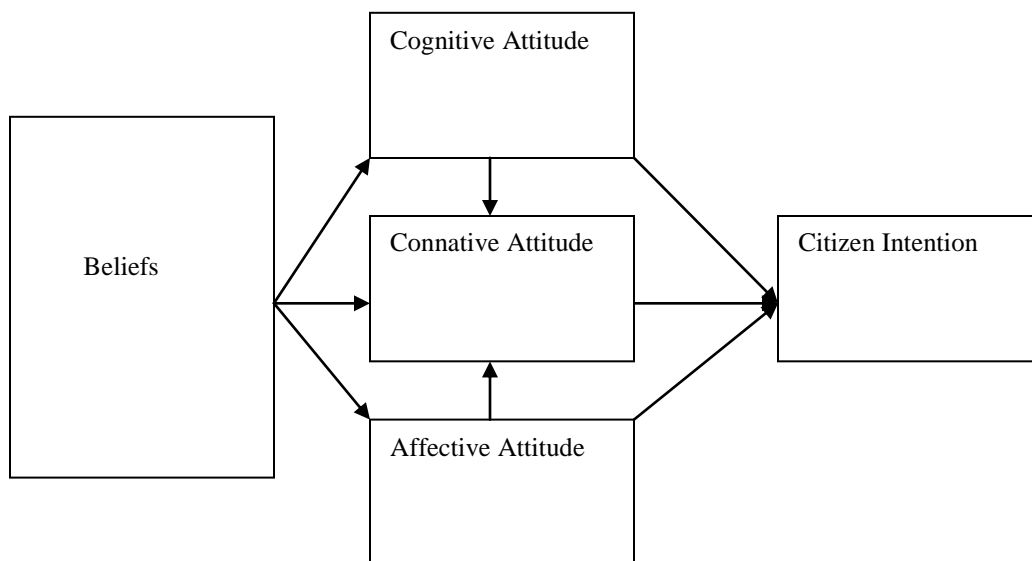 Cognitive Attitude
Beliefs
Connative Attitude
Citizen Intention
Affective Attitude